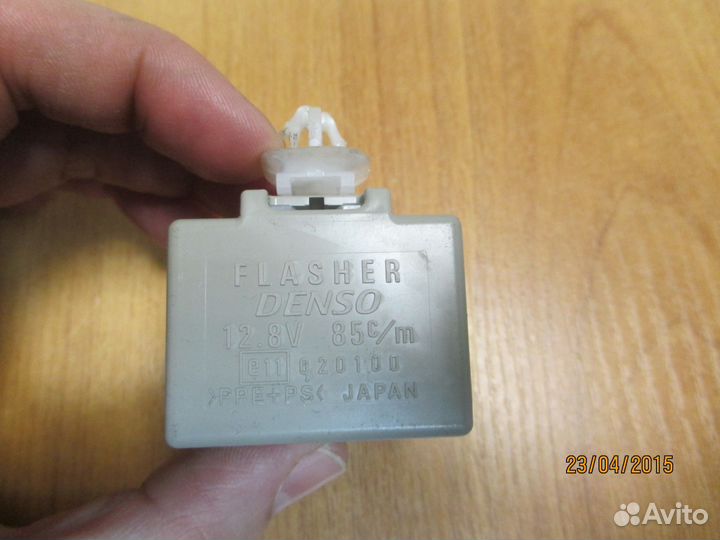 FLASHER
DENSO
12.8V 85c/m
e11 020100
>PPE+PS< JAPAN
23/04/2015
Avito